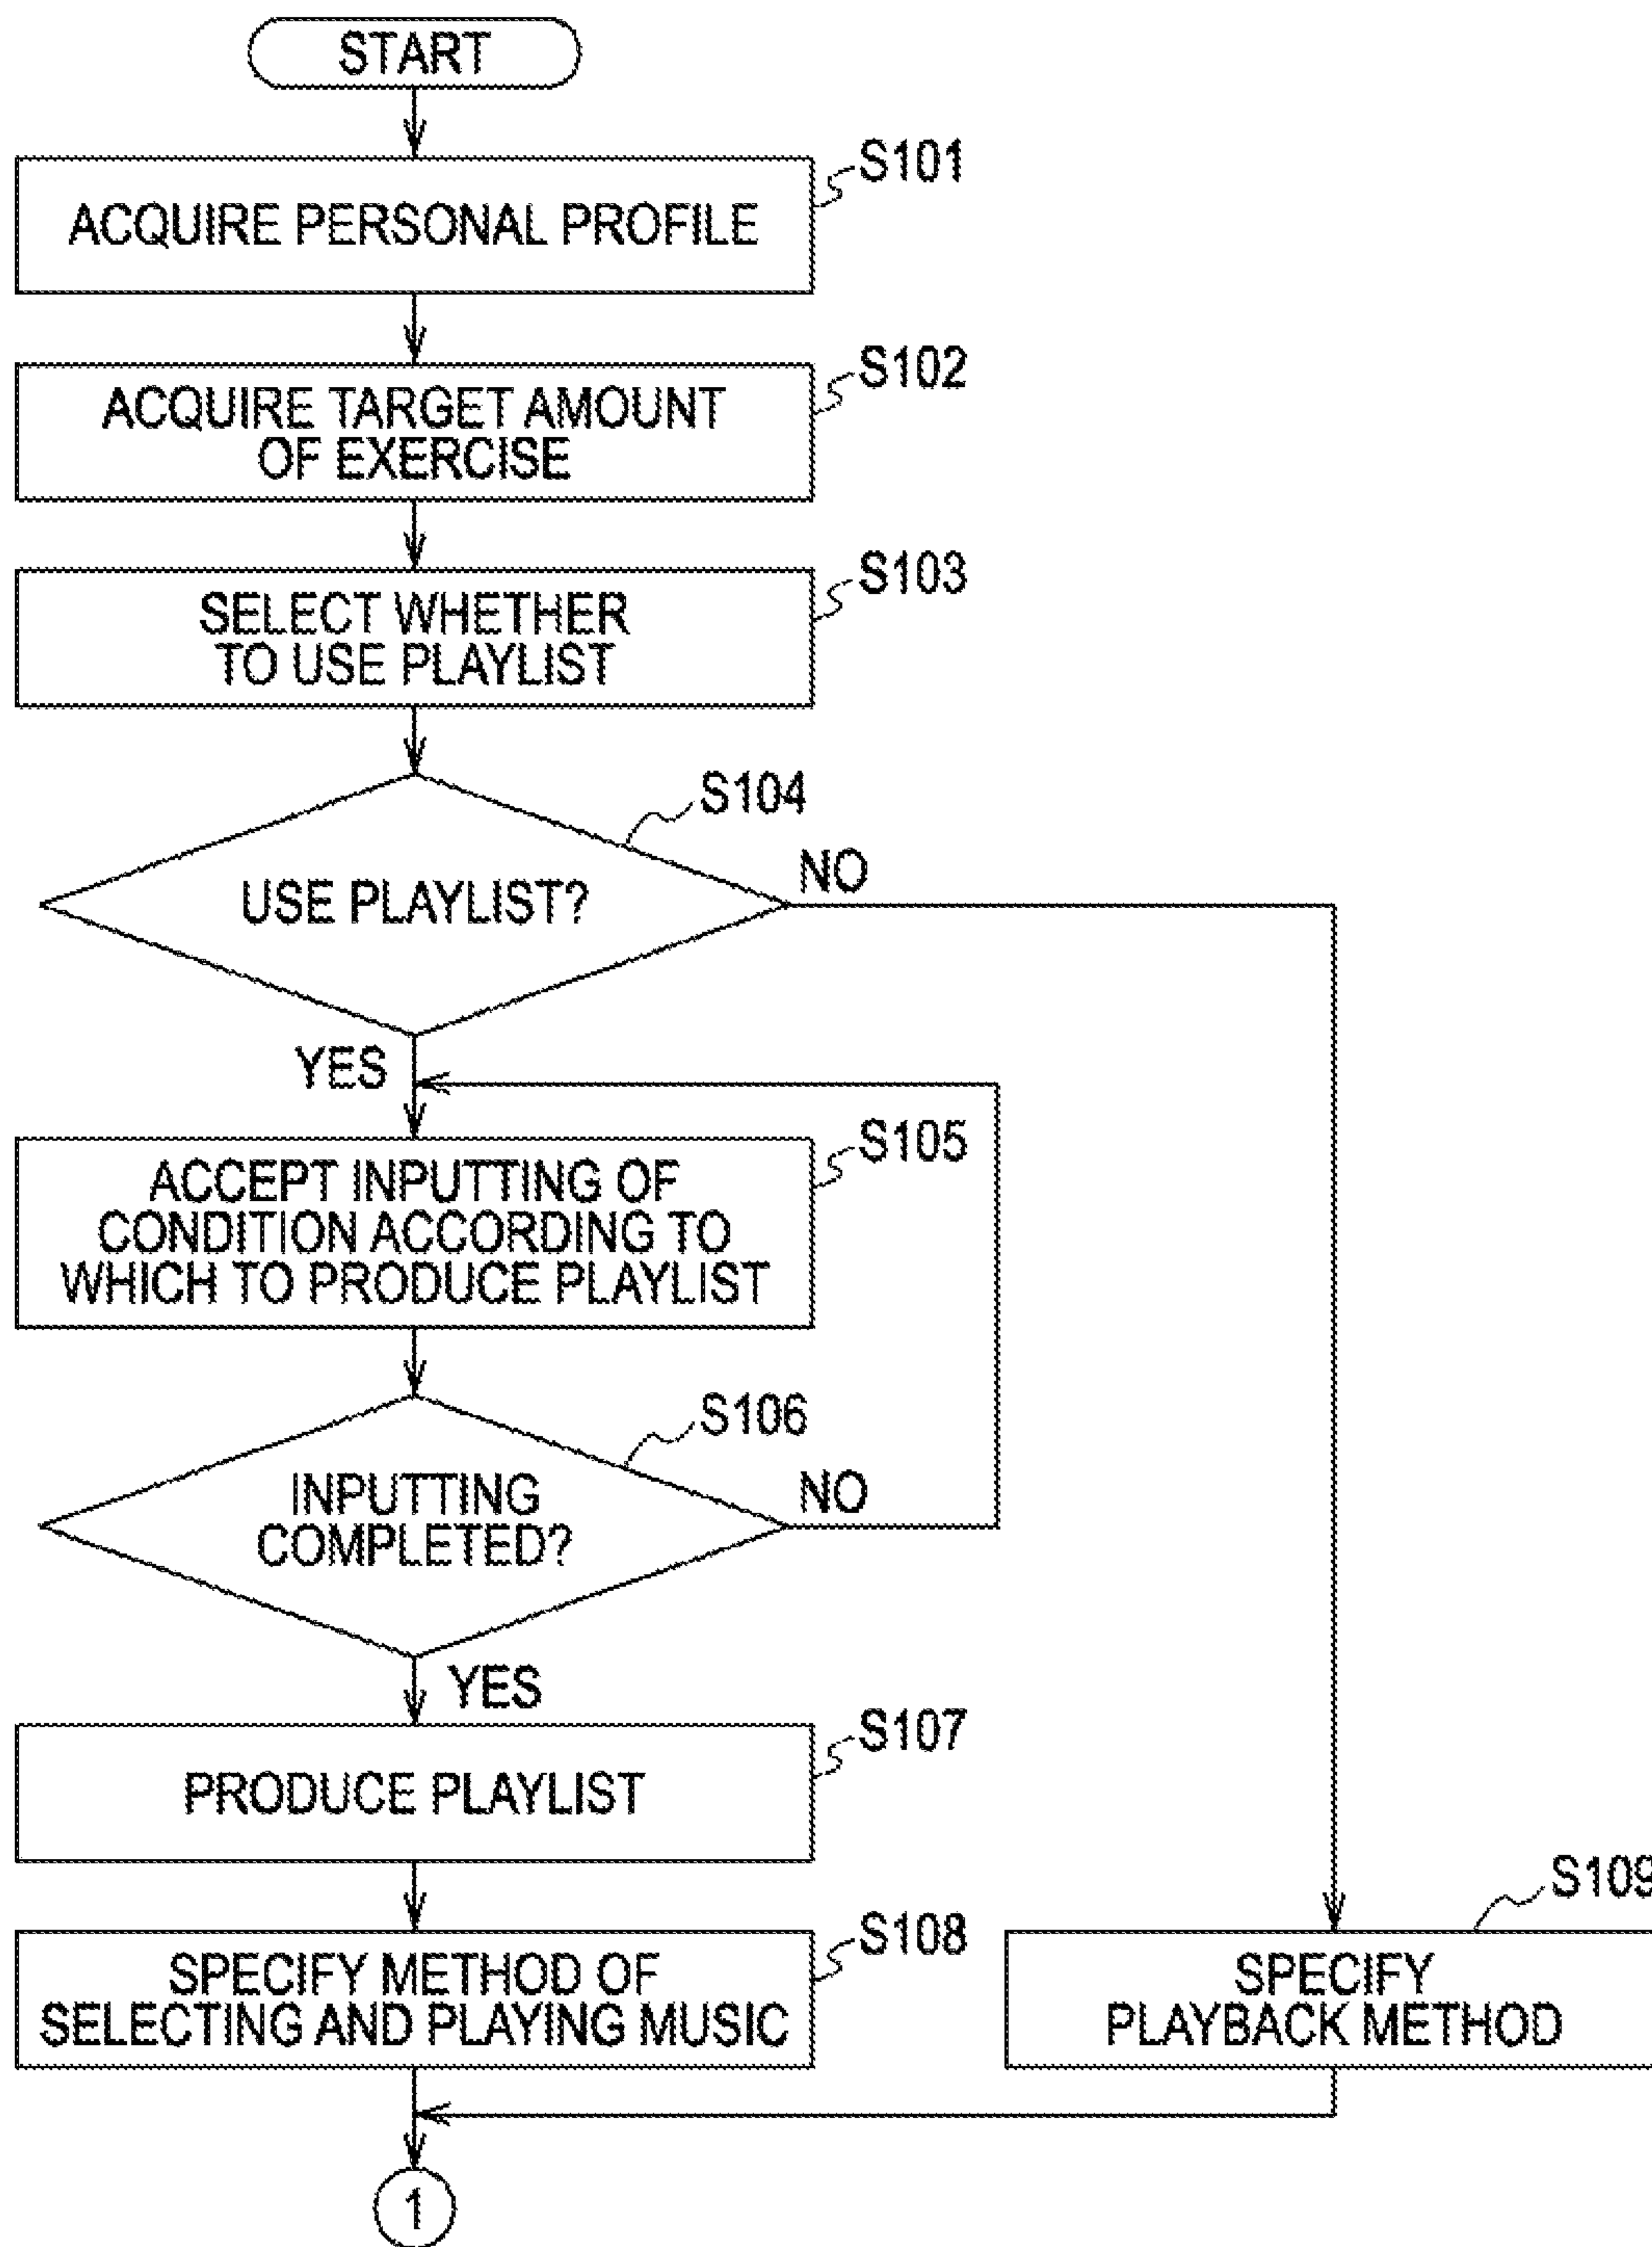 START
S101
ACQUIRE PERSONAL PROFILE
S102
ACQUIRE TARGET AMOUNT
OF EXERCISE
S103
SELECT WHETHER
TO USE PLAYLIST
S104
USE PLAYLIST?
NO
YES
S105
ACCEPT INPUTTING OF
CONDITION ACCORDING TO
WHICH TO PRODUCE PLAYLIST
S106
INPUTTING
COMPLETED?
NO
YES
S107
PRODUCE PLAYLIST
S108
SPECIFY METHOD OF
SELECTING AND PLAYING MUSIC
S109
SPECIFY
PLAYBACK METHOD
1